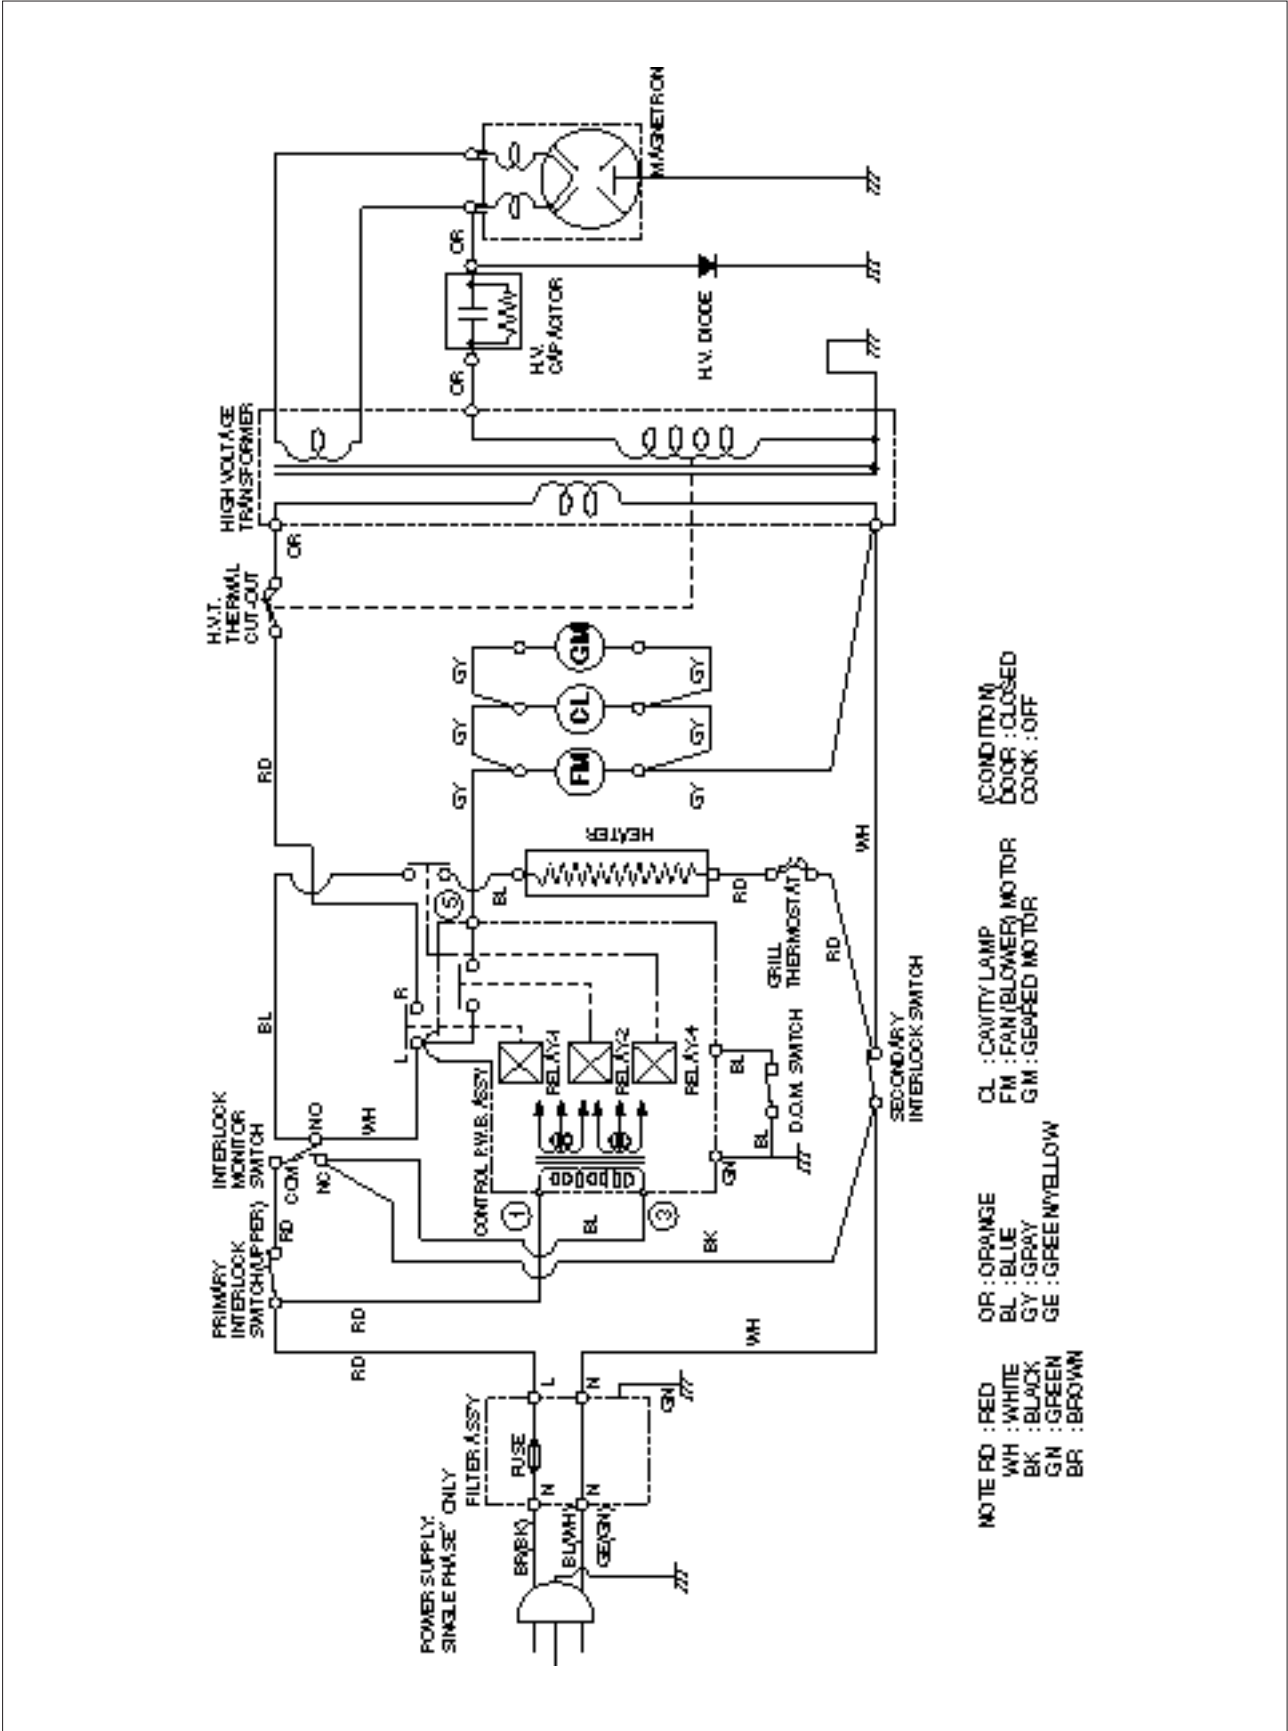 MAGNETRON
OR
H.V.
CAPACITOR
OR
H.V. DIODE
HIGH VOLTAGE
TRANSFORMER
OR
H.V.T.
THERMAL
CUT-OUT
RD
GY
GY
GY
GM
CL
FM
GY
GY
GY
HEATER
BL
5
RD
GRILL
THERMOSTAT
RD
WH
BL
L
R
RELAY-1
RELAY-2
RELAY-4
CONTROL P.W.B. ASSY
BL
BL
D.O.M. SWITCH
GN
SECONDARY
INTERLOCK SWITCH
INTERLOCK
MONITOR
SWITCH
COM
NO
NC
WH
PRIMARY
INTERLOCK
SWITCH(UPPER)
RD
1
BL
3
BK
RD
RD
WH
FILTER ASSY
FUSE
L
N
N
N
GN
POWER SUPPLY:
SINGLE PHASE" ONLY
BR(BK)
BL(WH)
GE(GN)
NOTE RD : RED
WH : WHITE
BK : BLACK
GN : GREEN
BR : BROWN
OR : ORANGE
BL : BLUE
GY : GRAY
GE : GREEN/YELLOW
CL : CAVITY LAMP
FM : FAN (BLOWER) MOTOR
GM : GEARED MOTOR
(CONDITION)
DOOR : CLOSED
COOK : OFF